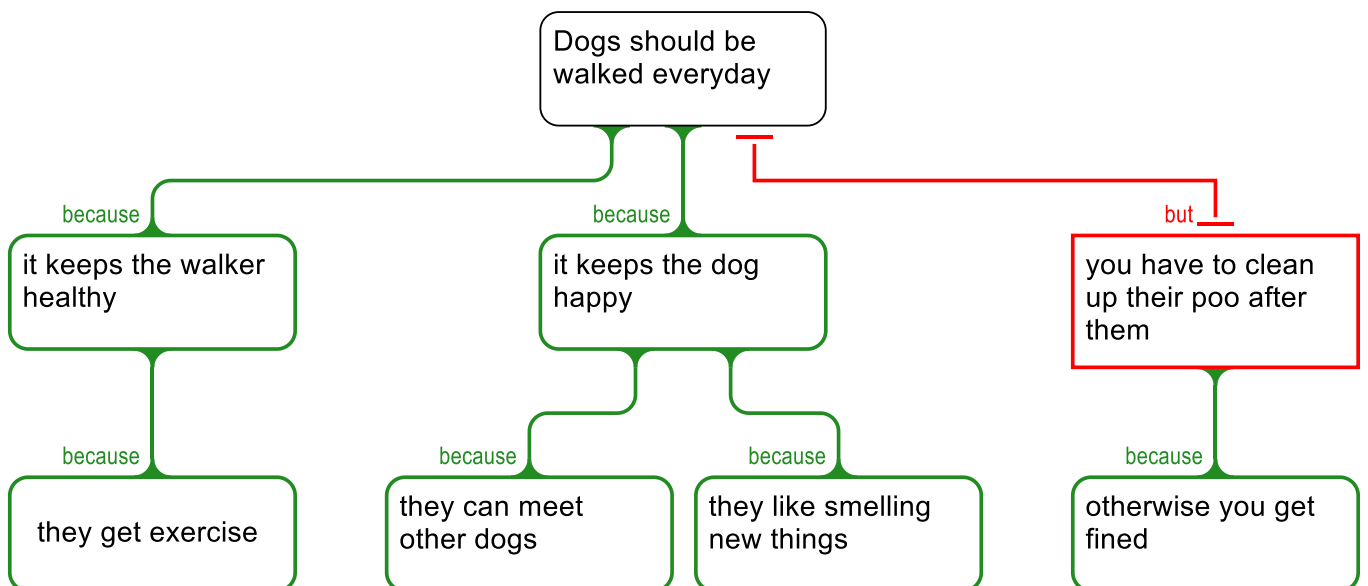 Dogs should be
walked everyday
because
it keeps the walker
healthy
because
it keeps the dog
happy
but
you have to clean
up their poo after
them
because
they get exercise
because
they can meet
other dogs
because
they like smelling
new things
because
otherwise you get
fined